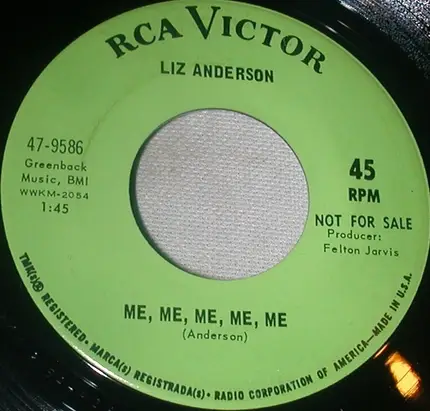 RCA VICTOR
LIZ ANDERSON
47-9586
Greenback
Music, BMI
WWKM-2054
1:45
45
RPM
NOT FOR SALE
Producer:
Felton Jarvis
ME, ME, ME, ME, ME
(Anderson)
TMK(s)® REGISTERED • MARCA(s) REGISTRADA(s) • RADIO CORPORATION OF AMERICA—MADE IN U.S.A.